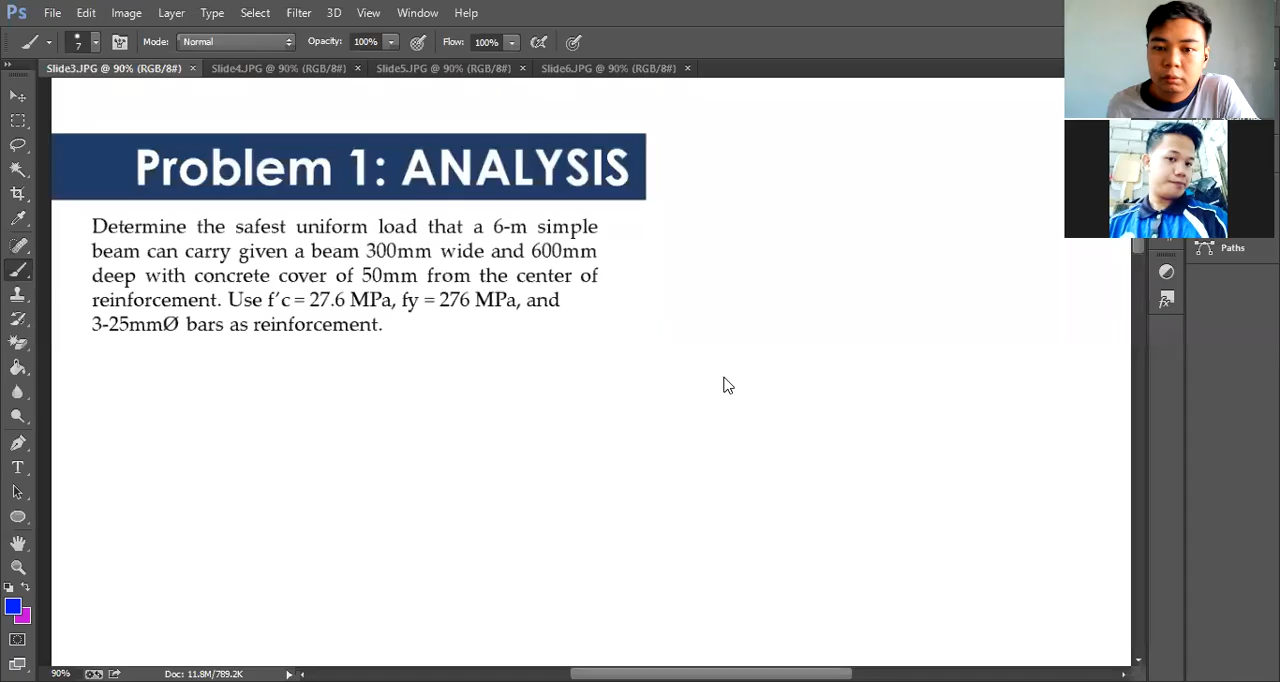 Ps File Edit Image Layer Type Select Filter 3D View Window Help
7 Mode: Normal Opacity: 100% Flow: 100%
Slide3.JPG @ 90% (RGB/8#) × Slide4.JPG @ 90% (RGB/8#) × Slide5.JPG @ 90% (RGB/8#) × Slide6.JPG @ 90% (RGB/8#) ×
Problem 1: ANALYSIS
Determine the safest uniform load that a 6-m simple
beam can carry given a beam 300mm wide and 600mm
deep with concrete cover of 50mm from the center of
reinforcement. Use f'c = 27.6 MPa, fy = 276 MPa, and
3-25mmØ bars as reinforcement.
Paths
90% Doc: 11.8M/789.2K